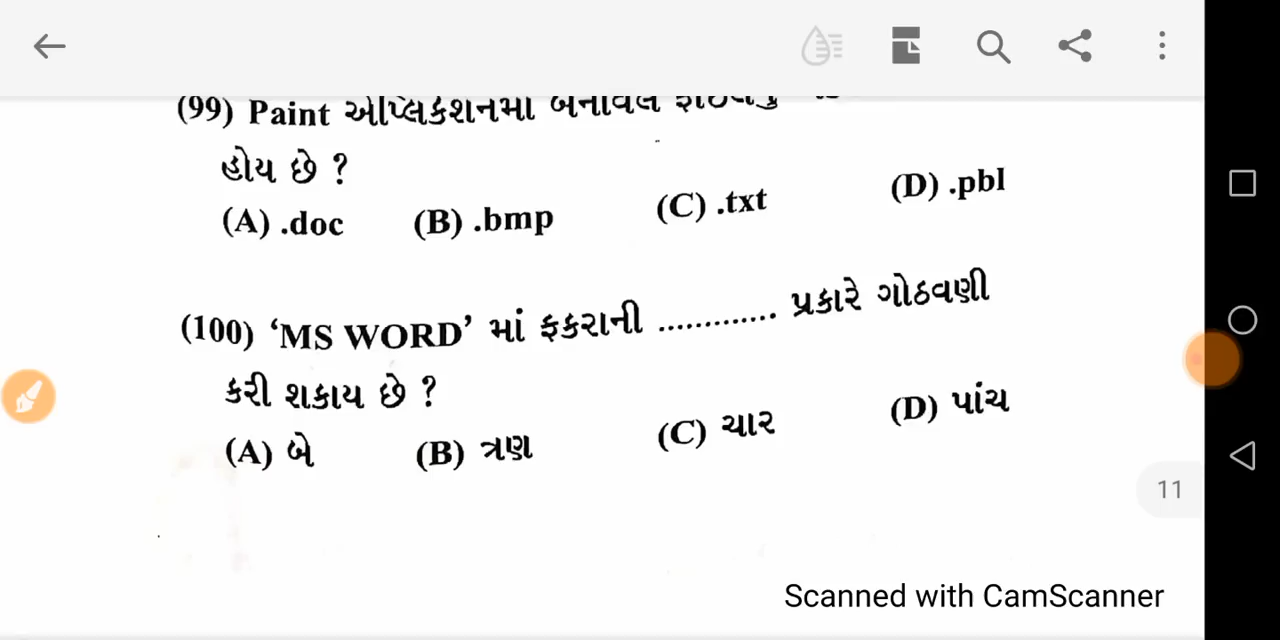 (99) Paint એપ્લિકેશનમાં બનાવેલ ફાઈલનું
હોય છે ?
(A) .doc (B) .bmp (C) .txt (D) .pbl
(100) ‘MS WORD’ માં ફકરાની ............. પ્રકારે ગોઠવણી
કરી શકાય છે ?
(A) બે (B) ત્રણ (C) ચાર (D) પાંચ
11
Scanned with CamScanner